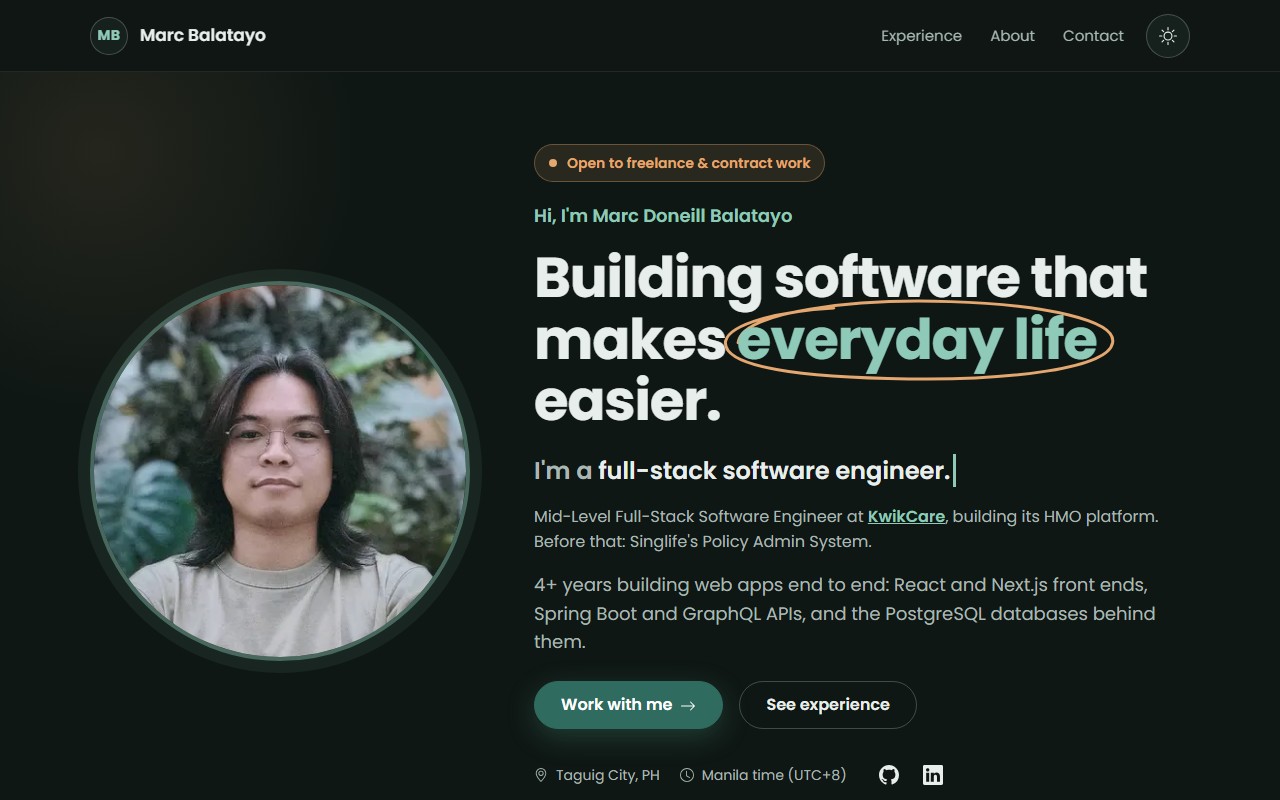 MB Marc Balatayo
Experience About Contact
Open to freelance & contract work
Hi, I'm Marc Doneill Balatayo
Building software that
makes everyday life
easier.
I'm a full-stack software engineer.
Mid-Level Full-Stack Software Engineer at KwikCare, building its HMO platform.
Before that: Singlife's Policy Admin System.
4+ years building web apps end to end: React and Next.js front ends,
Spring Boot and GraphQL APIs, and the PostgreSQL databases behind
them.
Work with me →
See experience
Taguig City, PH
Manila time (UTC+8)
in